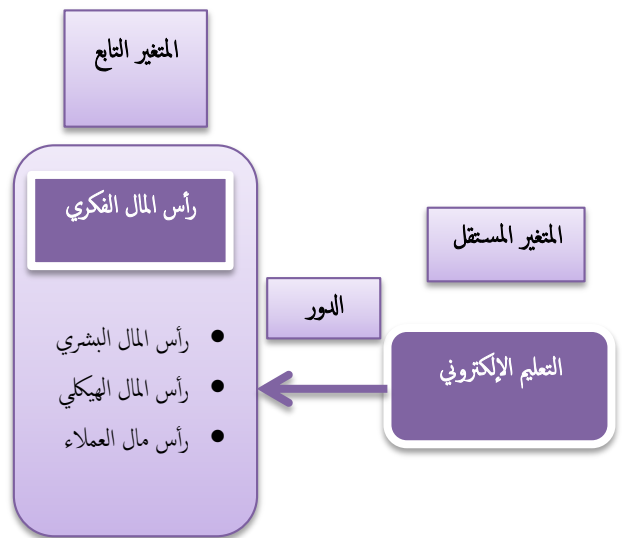 المتغير التابع
رأس المال الفكري
المتغير المستقل
الدور
رأس المال البشري
التعليم الإلكتروني
رأس المال الهيكلي
رأس مال العملاء